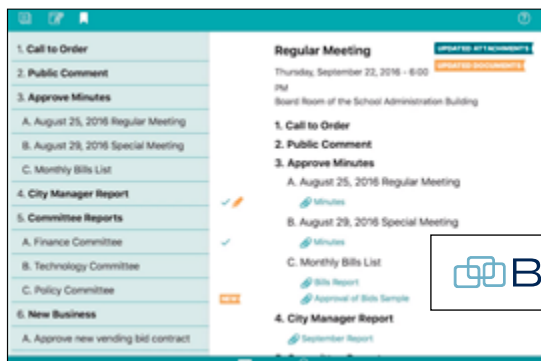 1. Call to Order
2. Public Comment
3. Approve Minutes
A. August 25, 2016 Regular Meeting
B. August 29, 2016 Special Meeting
C. Monthly Bills List
4. City Manager Report
5. Committee Reports
A. Finance Committee
B. Technology Committee
C. Policy Committee
NEW
6. New Business
A. Approve new vending bid contract
Regular Meeting
UPDATED ATTACHMENTS
UPDATED DOCUMENTS
Thursday, September 22, 2016 - 6:00
PM
Board Room of the School Administration Building
1. Call to Order
2. Public Comment
3. Approve Minutes
A. August 25, 2016 Regular Meeting
Minutes
B. August 29, 2016 Special Meeting
Minutes
C. Monthly Bills List
Bills Report
Approval of Bids Sample
4. City Manager Report
September Report
B